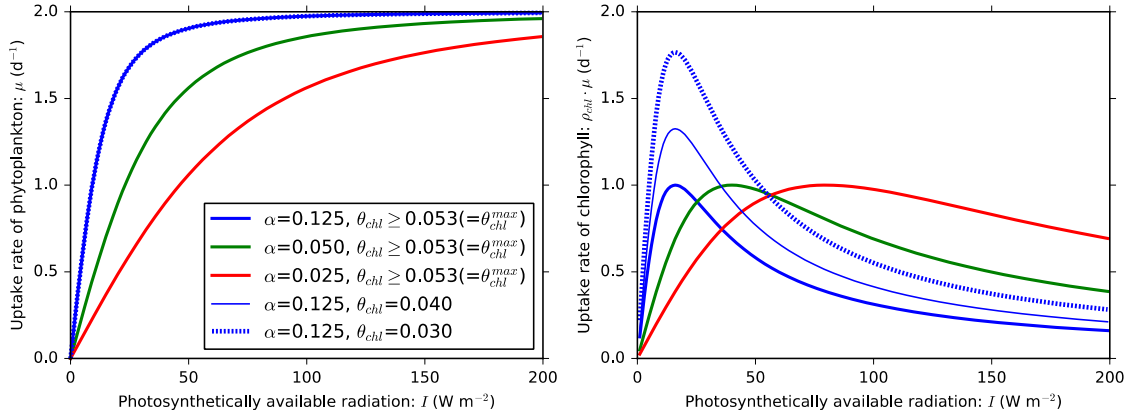 Uptake rate of phytoplankton: μ (d⁻¹)
2.0
1.5
1.0
0.5
0.0
0 50 100 150 200
Photosynthetically available radiation: I (W m⁻²)
α=0.125, θ_chl ≥ 0.053(=θ_chl^max)
α=0.050, θ_chl ≥ 0.053(=θ_chl^max)
α=0.025, θ_chl ≥ 0.053(=θ_chl^max)
α=0.125, θ_chl=0.040
α=0.125, θ_chl=0.030
Uptake rate of chlorophyll: ρ_chl · μ (d⁻¹)
2.0
1.5
1.0
0.5
0.0
0 50 100 150 200
Photosynthetically available radiation: I (W m⁻²)